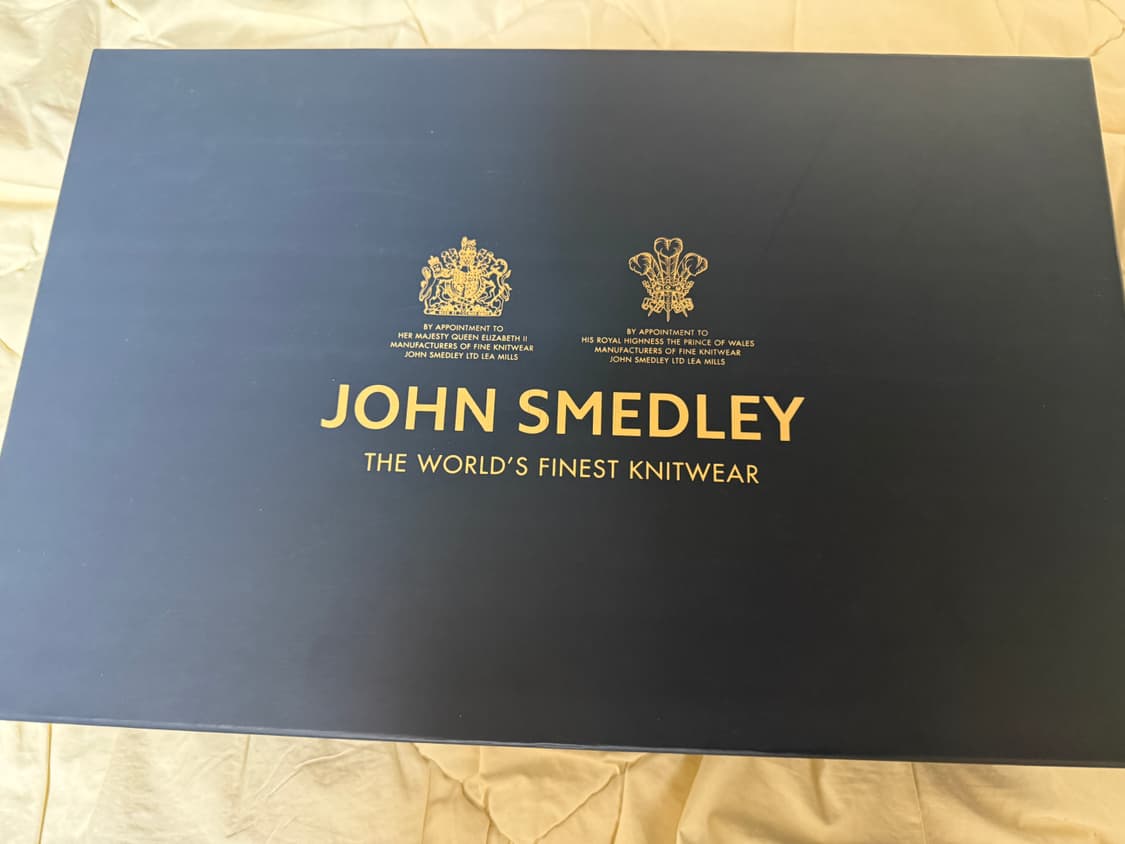 BY APPOINTMENT TO
HER MAJESTY QUEEN ELIZABETH II
MANUFACTURERS OF FINE KNITWEAR
JOHN SMEDLEY LTD LEA MILLS
BY APPOINTMENT TO
HIS ROYAL HIGHNESS THE PRINCE OF WALES
MANUFACTURERS OF FINE KNITWEAR
JOHN SMEDLEY LTD LEA MILLS
JOHN SMEDLEY
THE WORLD'S FINEST KNITWEAR